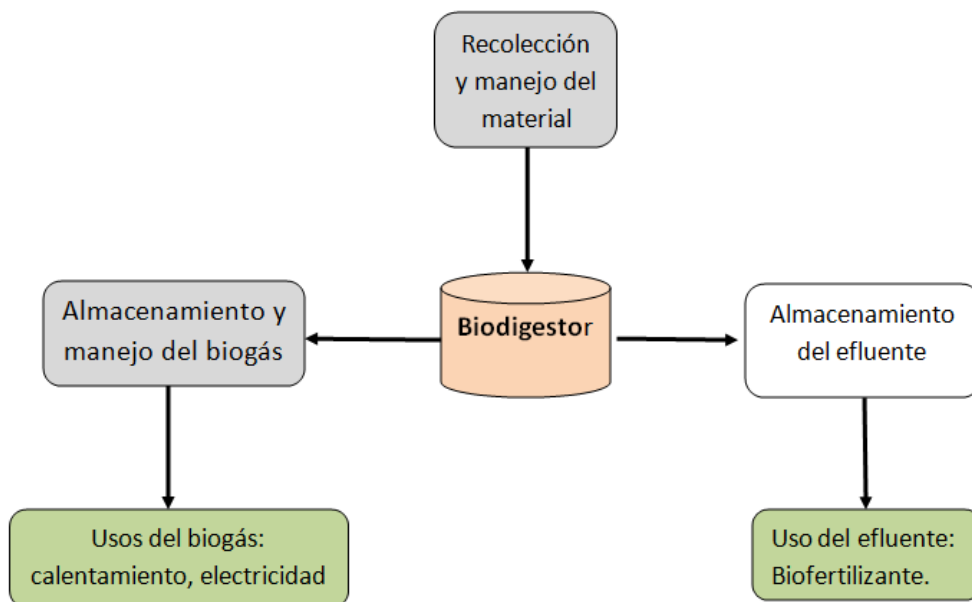 Recolección
y manejo del
material
Almacenamiento y
manejo del biogás
Biodigestor
Almacenamiento
del efluente
Usos del biogás:
calentamiento, electricidad
Uso del efluente:
Biofertilizante.